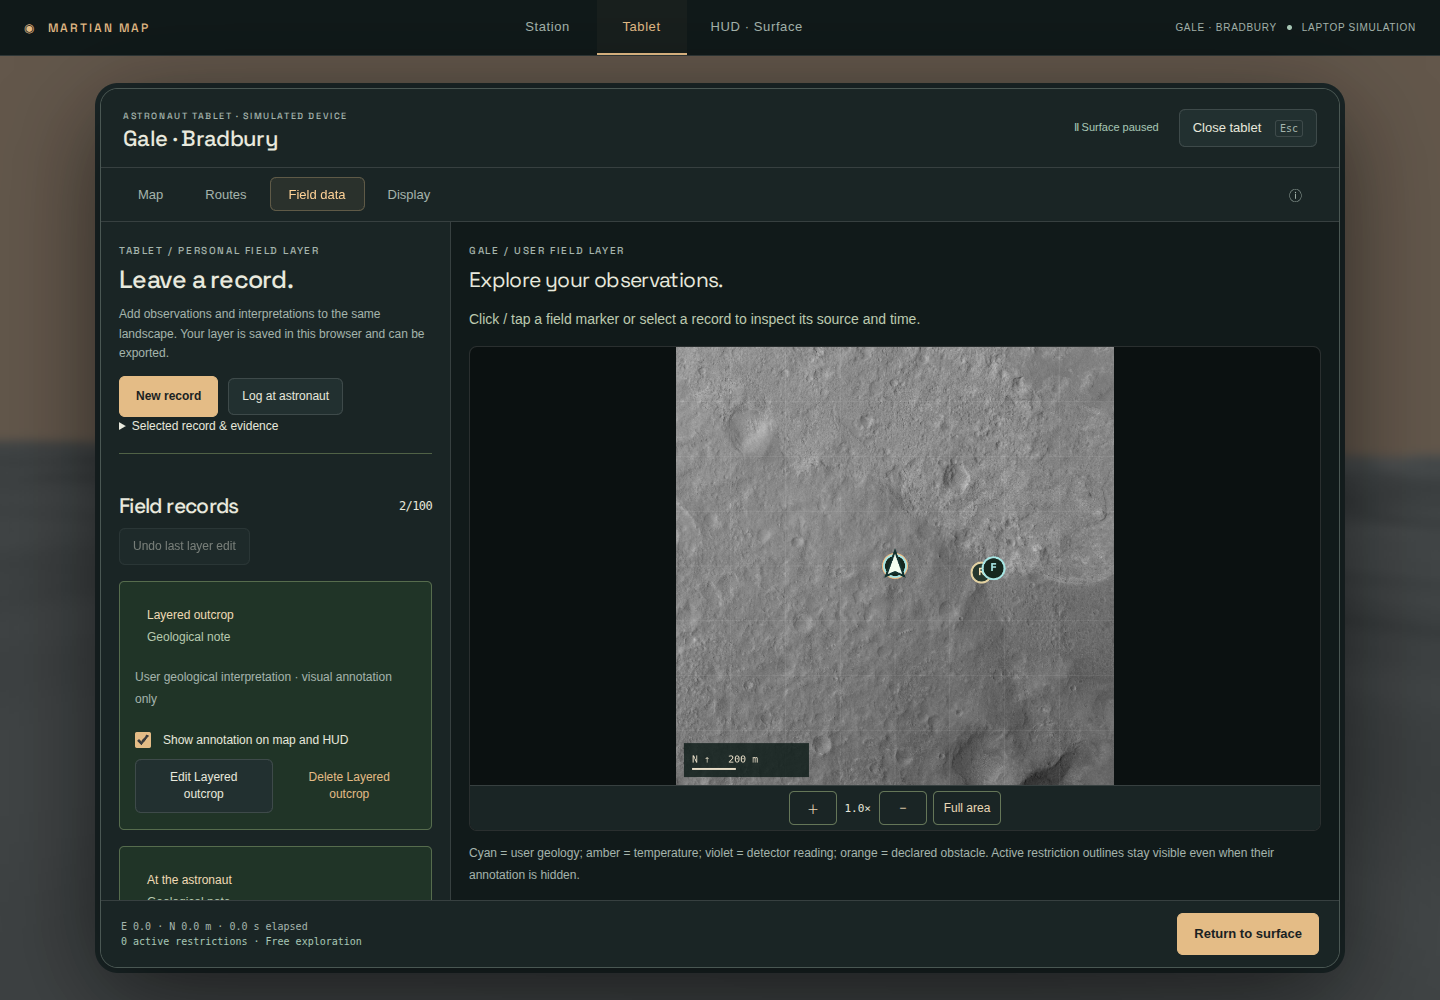 ◉ MARTIAN MAP
Station
Tablet
HUD · Surface
GALE · BRADBURY ● LAPTOP SIMULATION
ASTRONAUT TABLET · SIMULATED DEVICE
Gale · Bradbury
Ⅱ Surface paused
Close tablet Esc
Map
Routes
Field data
Display
ⓘ
TABLET / PERSONAL FIELD LAYER
Leave a record.
Add observations and interpretations to the same
landscape. Your layer is saved in this browser and can be
exported.
New record
Log at astronaut
▶ Selected record & evidence
Field records
2/100
Undo last layer edit
Layered outcrop
Geological note
User geological interpretation · visual annotation
only
Show annotation on map and HUD
Edit Layered
outcrop
Delete Layered
outcrop
At the astronaut
Geological note
GALE / USER FIELD LAYER
Explore your observations.
Click / tap a field marker or select a record to inspect its source and time.
F
N ↑ 200 m
+
1.0×
−
Full area
Cyan = user geology; amber = temperature; violet = detector reading; orange = declared obstacle. Active restriction outlines stay visible even when their
annotation is hidden.
E 0.0 · N 0.0 m · 0.0 s elapsed
0 active restrictions · Free exploration
Return to surface